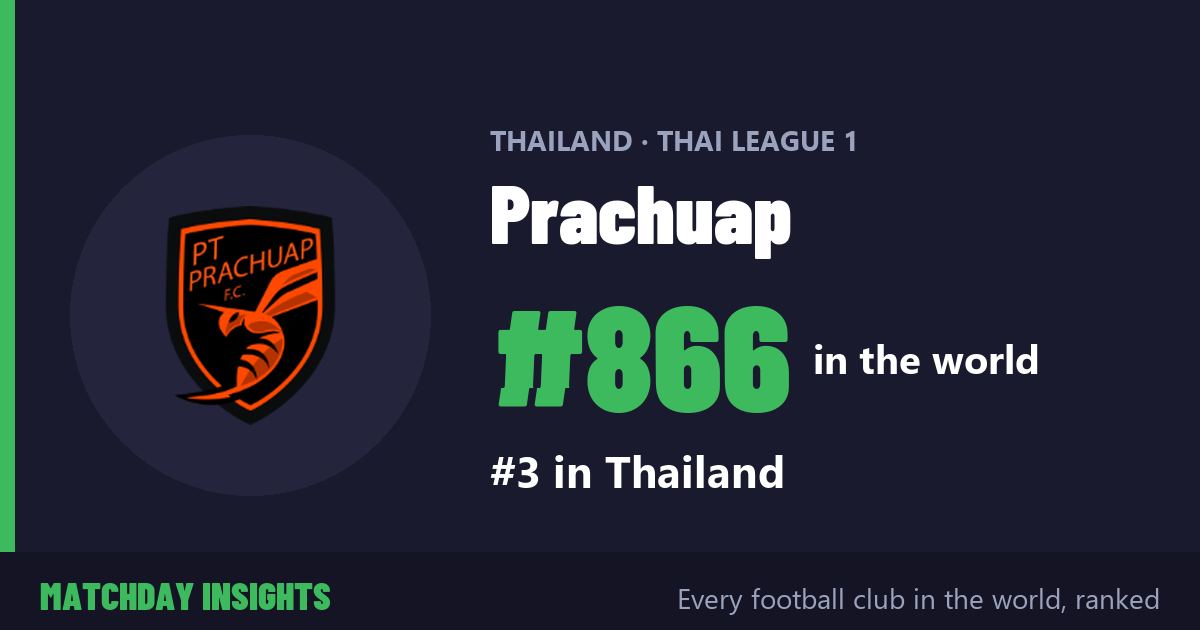 THAILAND · THAI LEAGUE 1
Prachuap
PT
PRACHUAP
F.C.
#866 in the world
#3 in Thailand
MATCHDAY INSIGHTS
Every football club in the world, ranked